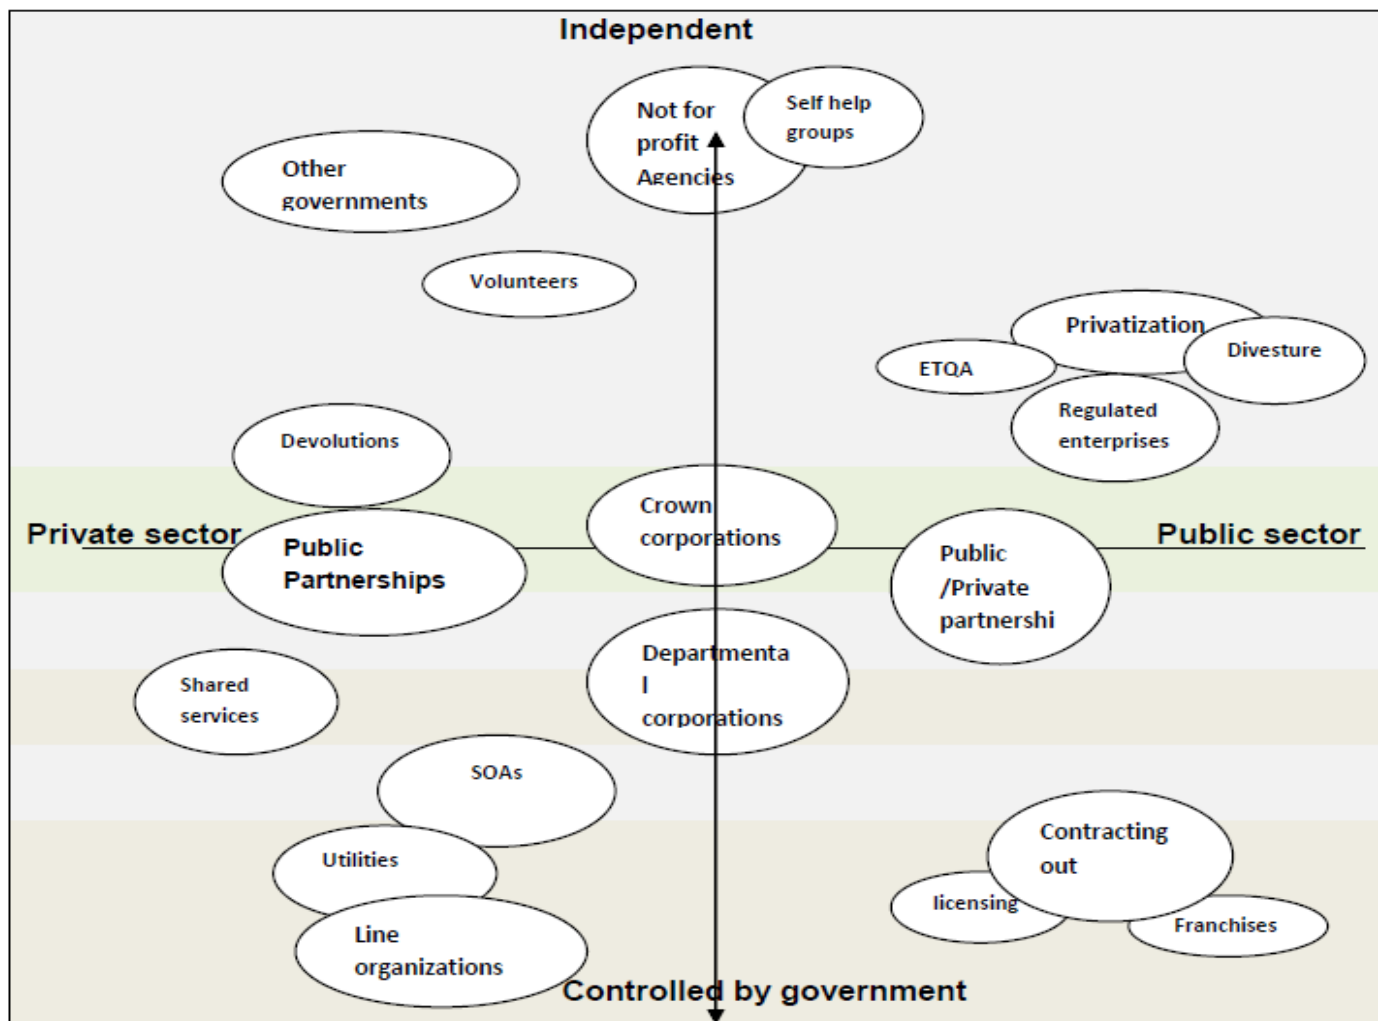 Independent
Not for
profit
Agencies
Self help
groups
Other
governments
Volunteers
Privatization
Divesture
ETQA
Regulated
enterprises
Devolutions
Crown
corporations
Private sector
Public sector
Public
Partnerships
Public
/Private
partnershi
Departmenta
l
corporations
Shared
services
SOAs
Contracting
out
Utilities
licensing
Franchises
Line
organizations
Controlled by government